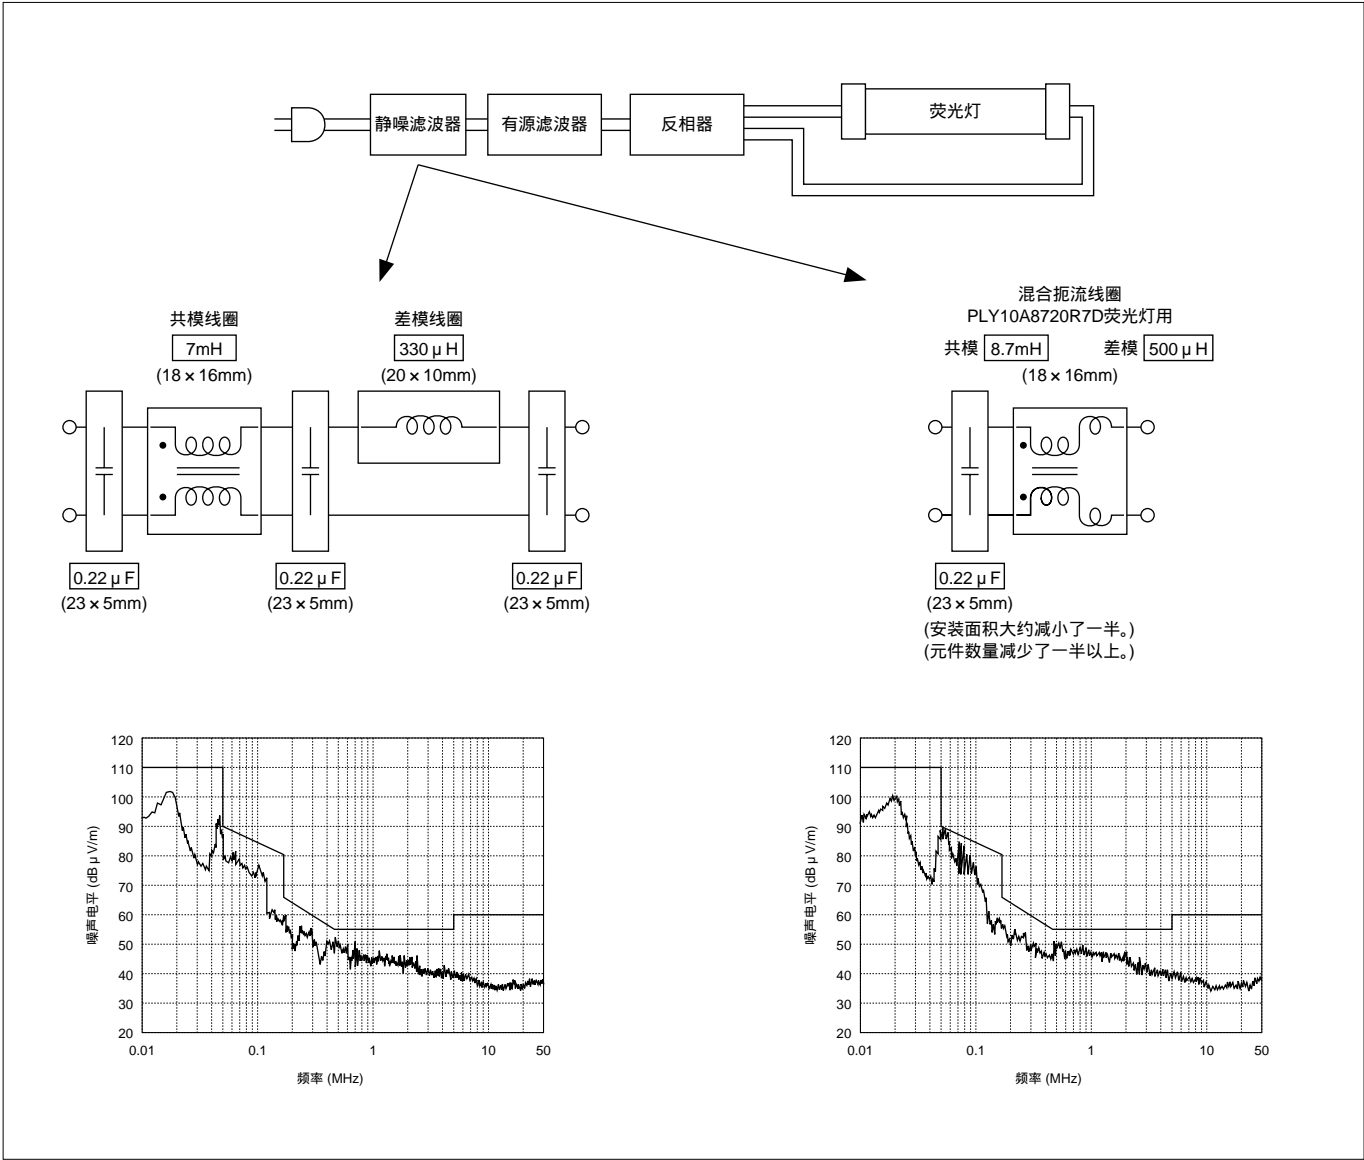 静噪滤波器
有源滤波器
反相器
荧光灯
共模线圈
7mH
(18×16mm)
差模线圈
330μH
(20×10mm)
0.22μF
(23×5mm)
0.22μF
(23×5mm)
0.22μF
(23×5mm)
混合扼流线圈
PLY10A8720R7D荧光灯用
共模 8.7mH 差模 500μH
(18×16mm)
0.22μF
(23×5mm)
(安装面积大约减小了一半。)
(元件数量减少了一半以上。)
噪声电平 (dBμV/m)
120
110
100
90
80
70
60
50
40
30
20
0.01 0.1 1 10 50
频率 (MHz)
噪声电平 (dBμV/m)
120
110
100
90
80
70
60
50
40
30
20
0.01 0.1 1 10 50
频率 (MHz)